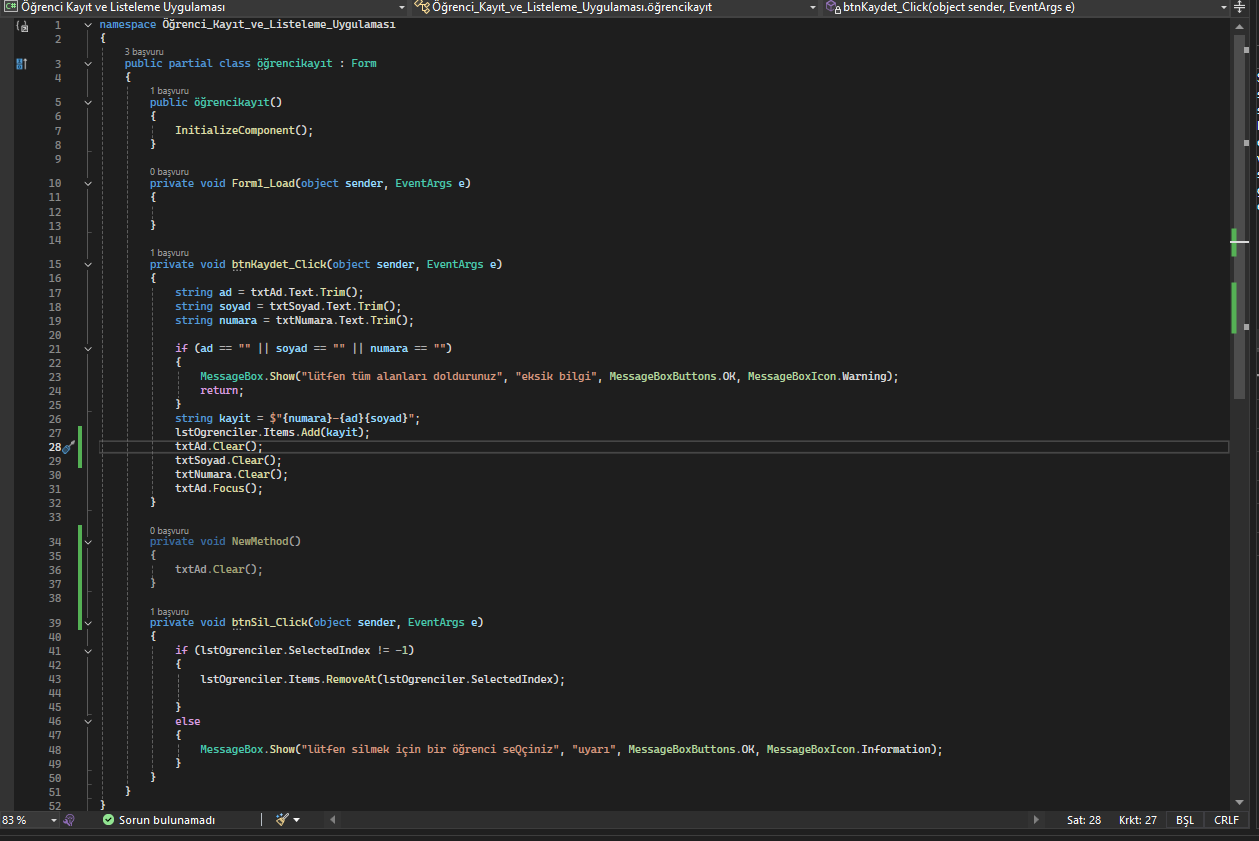 Öğrenci Kayıt ve Listeleme Uygulaması Öğrenci_Kayıt_ve_Listeleme_Uygulaması.öğrencikayıt btnKaydet_Click(object sender, EventArgs e)
1 namespace Öğrenci_Kayıt_ve_Listeleme_Uygulaması
2 {
3 başvuru
3 public partial class öğrencikayıt : Form
4 {
1 başvuru
5 public öğrencikayıt()
6 {
7 InitializeComponent();
8 }
9
0 başvuru
10 private void Form1_Load(object sender, EventArgs e)
11 {
12
13 }
14
1 başvuru
15 private void btnKaydet_Click(object sender, EventArgs e)
16 {
17 string ad = txtAd.Text.Trim();
18 string soyad = txtSoyad.Text.Trim();
19 string numara = txtNumara.Text.Trim();
20
21 if (ad == "" || soyad == "" || numara == "")
22 {
23 MessageBox.Show("lütfen tüm alanları doldurunuz", "eksik bilgi", MessageBoxButtons.OK, MessageBoxIcon.Warning);
24 return;
25 }
26 string kayit = $"{numara}-{ad}{soyad}";
27 lstOgrenciler.Items.Add(kayit);
28 txtAd.Clear();
29 txtSoyad.Clear();
30 txtNumara.Clear();
31 txtAd.Focus();
32 }
33
0 başvuru
34 private void NewMethod()
35 {
36 txtAd.Clear();
37 }
38
1 başvuru
39 private void btnSil_Click(object sender, EventArgs e)
40 {
41 if (lstOgrenciler.SelectedIndex != -1)
42 {
43 lstOgrenciler.Items.RemoveAt(lstOgrenciler.SelectedIndex);
44
45 }
46 else
47 {
48 MessageBox.Show("lütfen silmek için bir öğrenci seQçiniz", "uyarı", MessageBoxButtons.OK, MessageBoxIcon.Information);
49 }
50 }
51 }
52 }
83 % Sorun bulunamadı Sat: 28 Krkt: 27 BŞL CRLF